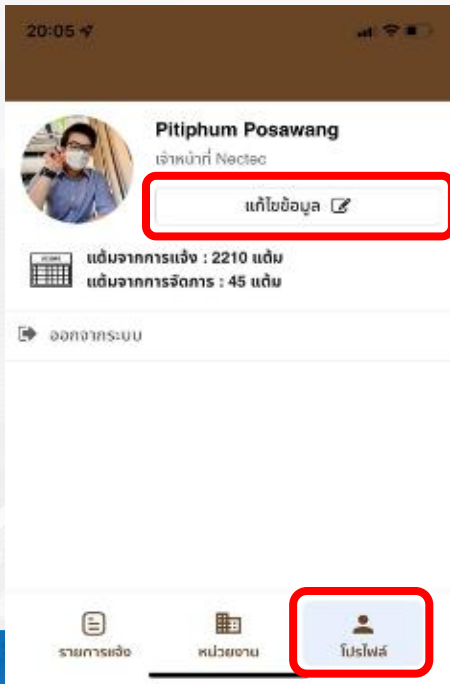 20:05
Pitiphum Posawang
เจ้าหน้าที่ Nectec
แก้ไขข้อมูล
แต้มจากการแจ้ง : 2210 แต้ม
แต้มจากการจัดการ : 45 แต้ม
ออกจากระบบ
รายการแจ้ง หน่วยงาน โปรไฟล์